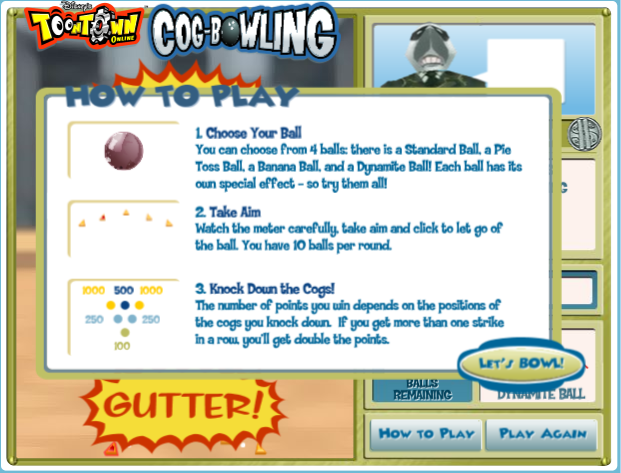 Disney's
TOONTOWN
ONLINE
COG-BOWLING
HOW TO PLAY
1. Choose Your Ball
You can choose from 4 balls: there is a Standard Ball, a Pie
Toss Ball, a Banana Ball, and a Dynamite Ball! Each ball has its
own special effect - so try them all!
2. Take Aim
Watch the meter carefully, take aim and click to let go of
the ball. You have 10 balls per round.
1000 500 1000
250 250
100
3. Knock Down the Cogs!
The number of points you win depends on the positions of
the cogs you knock down. If you get more than one strike
in a row, you'll get double the points.
LET'S BOWL!
GUTTER!
BALLS
REMAINING
DYNAMITE BALL
HOW TO PLAY
PLAY AGAIN